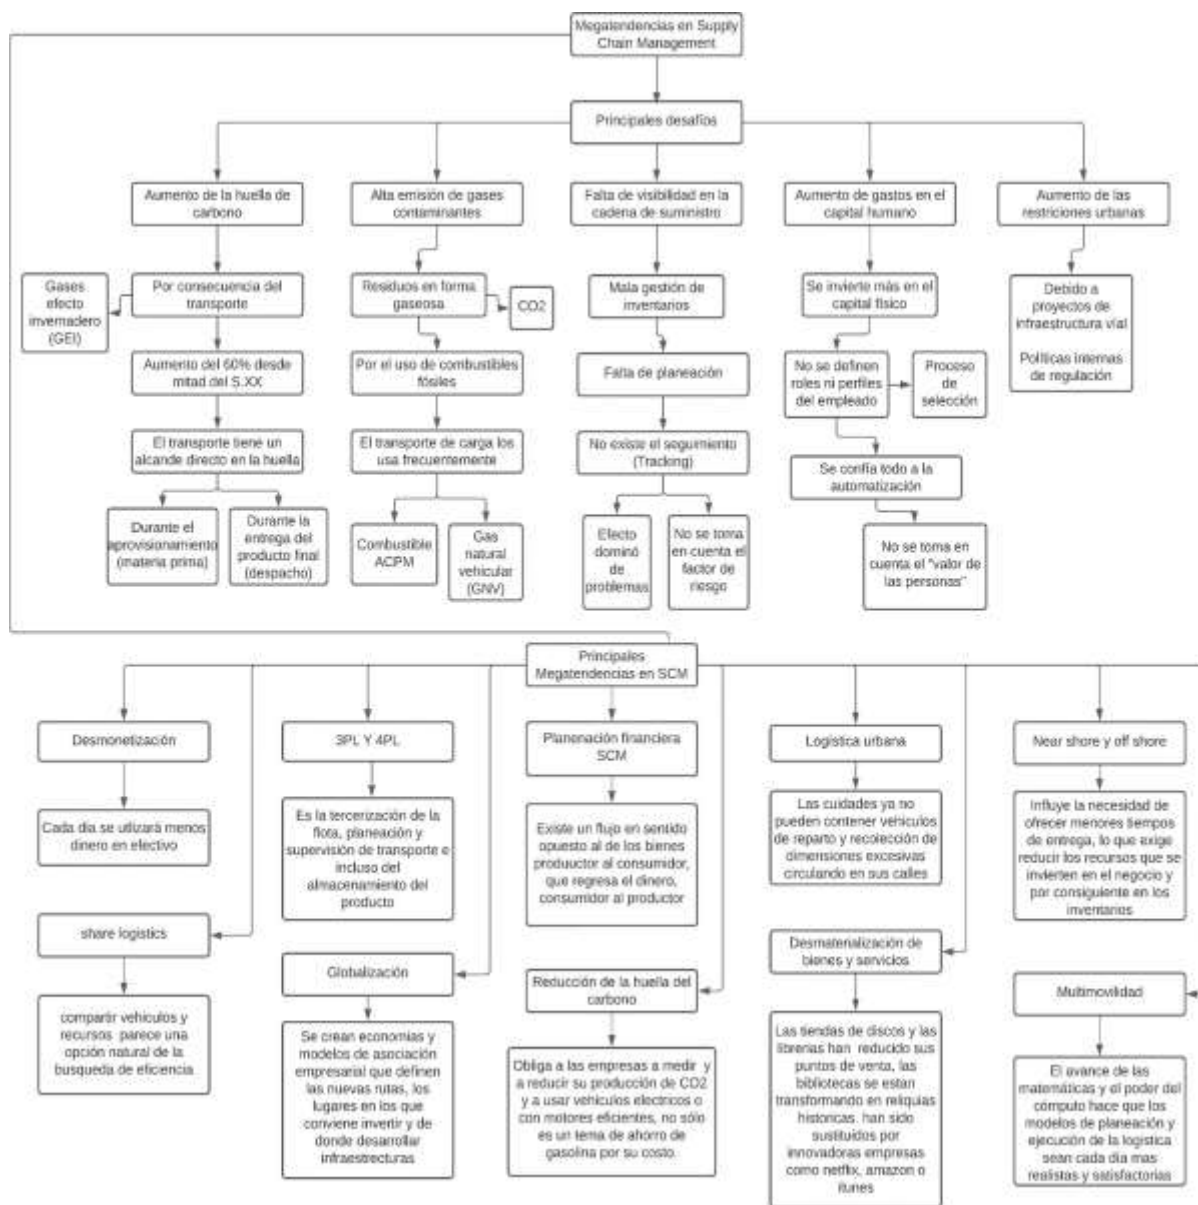 Megatendencias en Supply
Chain Management
Principales desafíos
Aumento de la huella de
carbono
Alta emisión de gases
contaminantes
Falta de visibilidad en la
cadena de suministro
Aumento de gastos en el
capital humano
Aumento de las
restricciones urbanas
Gases
efecto
invernadero
(GEI)
Por consecuencia del
transporte
Residuos en forma
gaseosa
CO2
Mala gestión de
inventarios
Se invierte más en el
capital físico
Debido a
proyectos de
infraestructura vial
Políticas internas
de regulación
Aumento del 60% desde
mitad del S.XX
Por el uso de combustibles
fósiles
Falta de planeación
No se definen
roles ni perfiles
del empleado
Proceso
de
selección
El transporte tiene un
alcande directo en la huella
El transporte de carga los
usa frecuentemente
No existe el seguimiento
(Tracking)
Se confía todo a la
automatización
Durante el
aprovisionamiento
(materia prima)
Durante la
entrega del
producto final
(despacho)
Combustible
ACPM
Gas
natural
vehicular
(GNV)
Efecto
dominó
de
problemas
No se toma
en cuenta el
factor de
riesgo
No se toma en
cuenta el "valor de
las personas"
Principales
Megatendencias en SCM
Desmonetización
3PL Y 4PL
Planenación financiera
SCM
Logística urbana
Near shore y off shore
Cada dia se utlizará menos
dinero en efectivo
Es la tercerización de la
flota, planeación y
supervisión de transporte e
incluso del
almacenamiento del
producto
Existe un flujo en sentido
opuesto al de los bienes
produuctor al consumidor,
que regresa el dinero,
consumidor al productor
Las cuidades ya no
pueden contener vehículos
de reparto y recolección de
dimensiones excesivas
circulando en sus calles
Influye la necesidad de
ofrecer menores tiempos
de entrega, lo que exige
reducir los recursos que se
invierten en el negocio y
por consiguiente en los
inventarios
share logistics
Globalización
Reducción de la huella del
carbono
Desmaterialización de
bienes y servicios
Multimovilidad
compartir vehículos y
recursos parece una
opción natural de la
busqueda de eficiencia
Se crean economias y
modelos de asociación
empresarial que definen
las nuevas rutas, los
lugares en los que
conviene invertir y de
donde desarrollar
infraestrecturas
Obliga a las empresas a medir y
a reducir su producción de CO2
y a usar vehículos electricos o
con motores eficientes, no sólo
es un tema de ahorro de
gasolina por su costo.
Las tiendas de discos y las
librerias han reducido sus
puntos de venta, las
bibliotecas se estan
transformando en reliquias
historicas. han sido
sustituídos por
innovadoras empresas
como netflix, amazon o
itunes
El avance de las
matemáticas y el poder del
cómputo hace que los
modelos de planeación y
ejecución de la logística
sean cada dia mas
realistas y satisfactorias